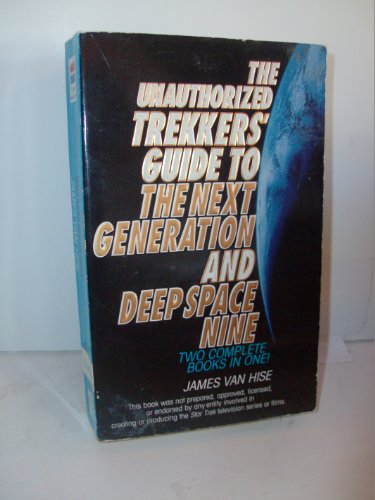 THE
UNAUTHORIZED
TREKKERS'
GUIDE TO
THE NEXT
GENERATION
AND
DEEP SPACE
NINE
TWO COMPLETE
BOOKS IN ONE!
JAMES VAN HISE
This book was not prepared, approved, licensed,
or endorsed by any entity involved in
creating or producing the Star Trek television series or films.